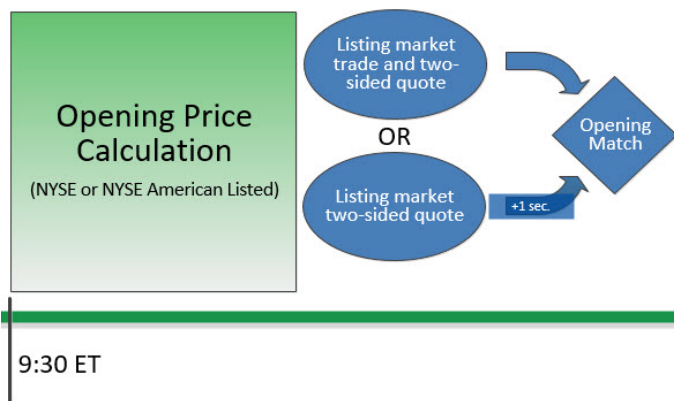 Opening Price
Calculation
(NYSE or NYSE American Listed)
Listing market
trade and two-
sided quote
OR
Listing market
two-sided quote
+1 sec.
Opening
Match
9:30 ET